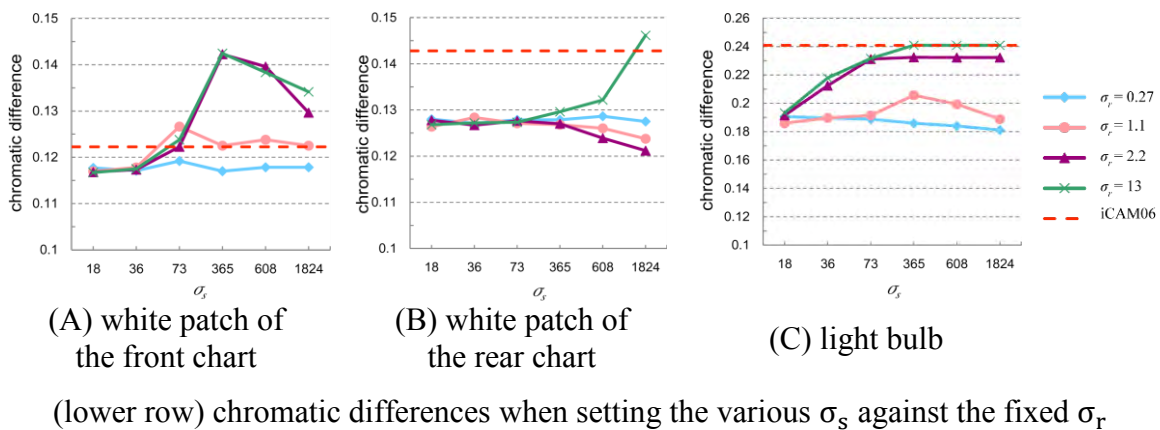 chromatic difference
0.15
0.14
0.13
0.12
0.11
0.1
18 36 73 365 608 1824
σs
(A) white patch of
the front chart
chromatic difference
0.15
0.14
0.13
0.12
0.11
0.1
18 36 73 365 608 1824
σs
(B) white patch of
the rear chart
chromatic difference
0.26
0.24
0.22
0.2
0.18
0.16
0.14
0.12
0.1
18 36 73 365 608 1824
σs
(C) light bulb
σr = 0.27
σr = 1.1
σr = 2.2
σr = 13
iCAM06
(lower row) chromatic differences when setting the various σs against the fixed σr